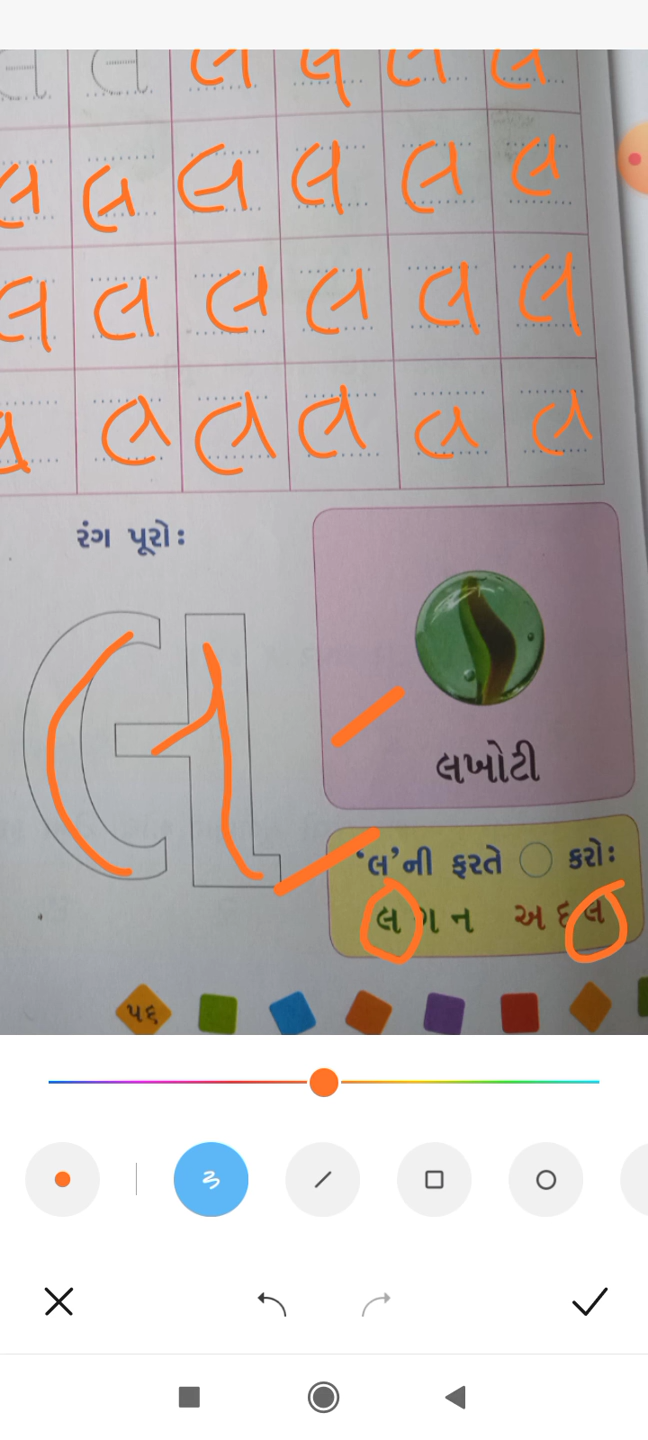 લ લ લ લ લ લ
લ લ લ લ લ લ
લ લ લ લ લ લ
લ લ લ લ લ લ
રંગ પૂરો:
લ
લખોટી
'લ'ની ફરતે ○ કરો:
લ ગ ન અ દ લ
૫૬